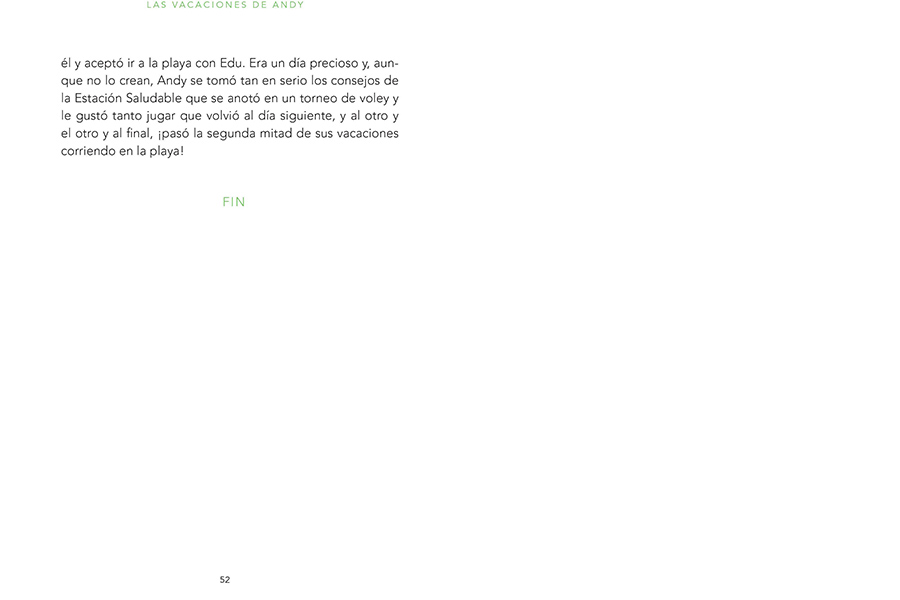 LAS VACACIONES DE ANDY
él y aceptó ir a la playa con Edu. Era un día precioso y, aun-
que no lo crean, Andy se tomó tan en serio los consejos de
la Estación Saludable que se anotó en un torneo de voley y
le gustó tanto jugar que volvió al día siguiente, y al otro y
el otro y al final, ¡pasó la segunda mitad de sus vacaciones
corriendo en la playa!
FIN
52